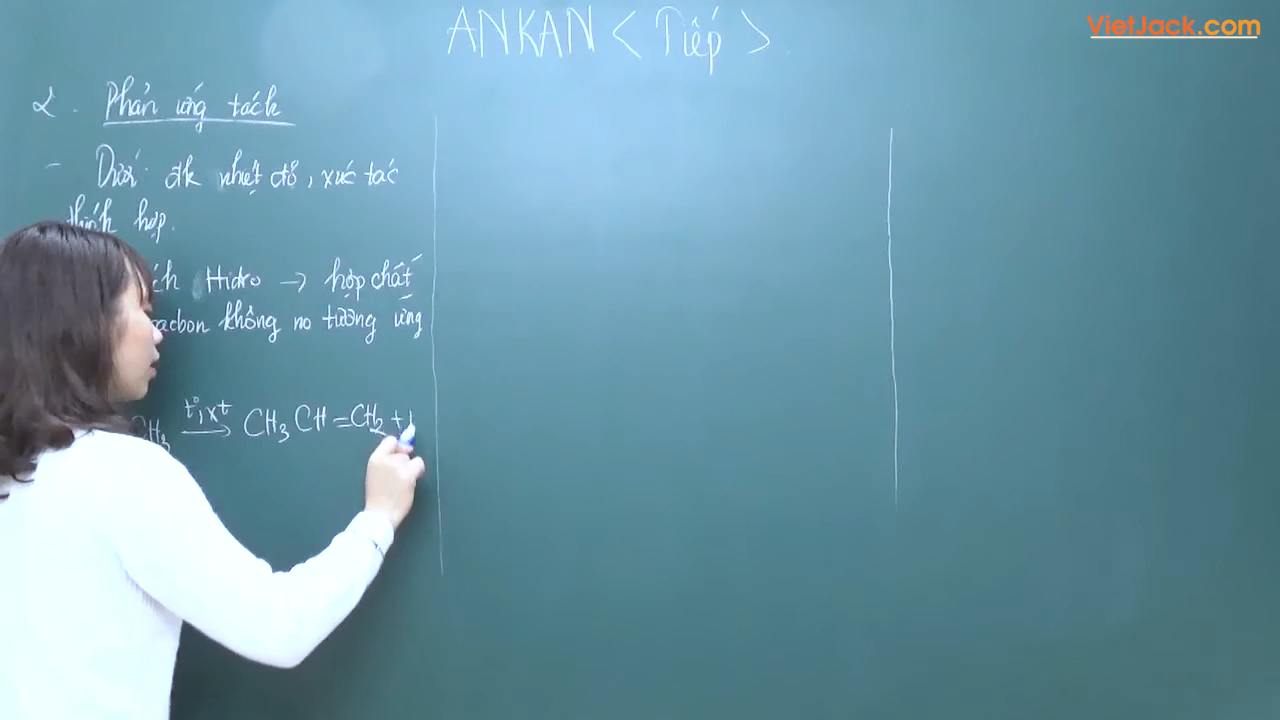 ANKAN < Tiếp >
VietJack.com
2. Phản ứng tách
- Dưới đk nhiệt độ, xúc tác
thích hợp.
Hidro → hợp chất
không no tương ứng
CH3 t°, xt → CH3 CH = CH2 +